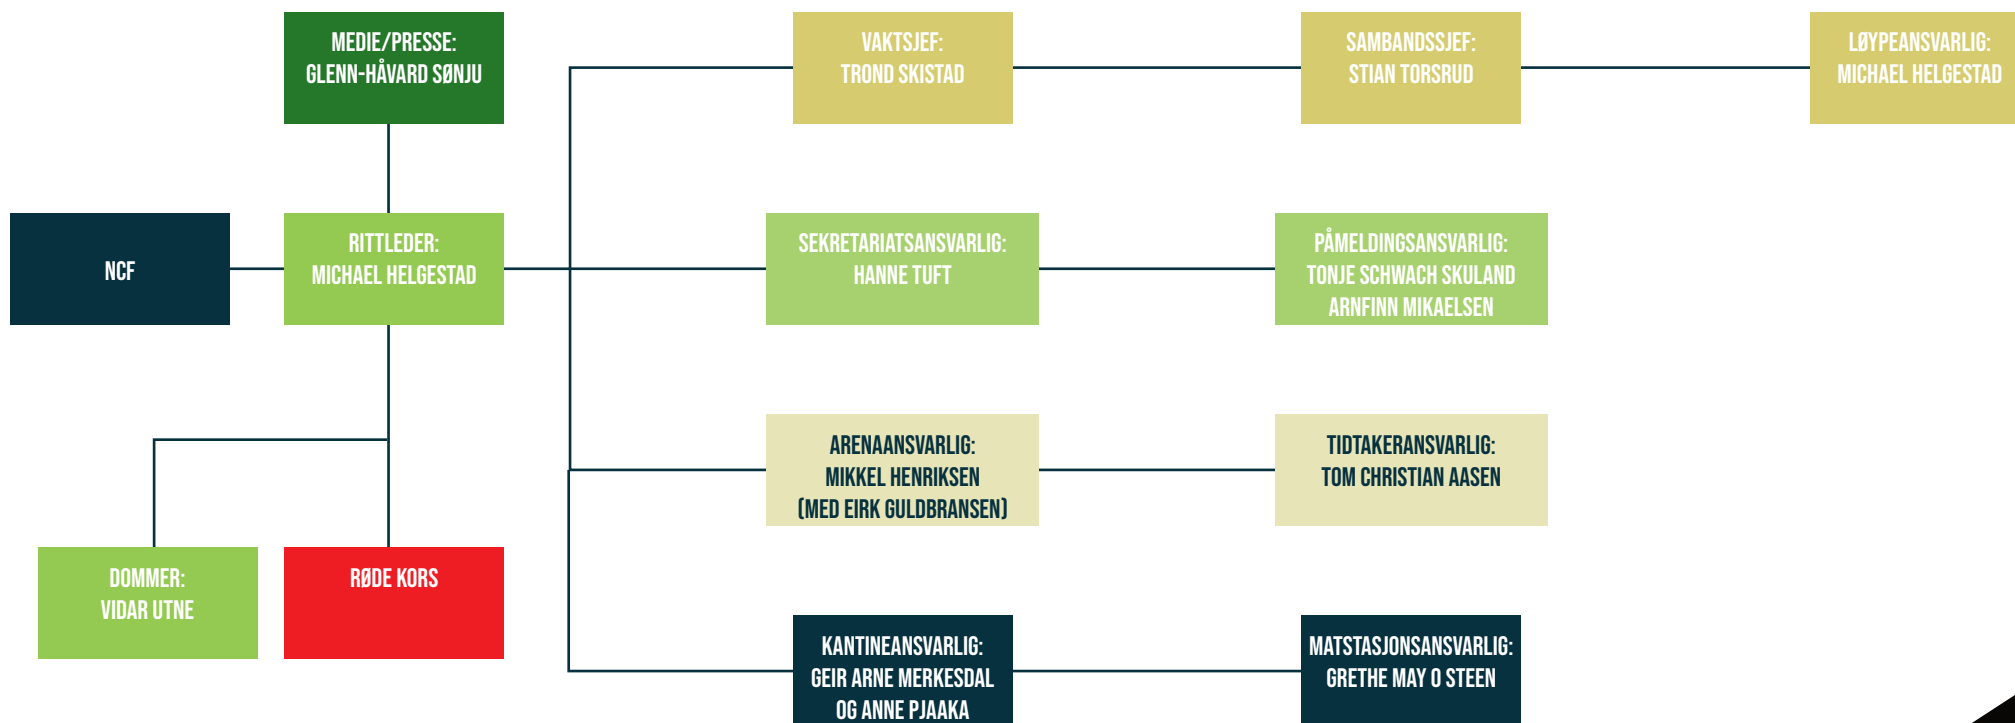 MEDIE/PRESSE:
GLENN-HÅVARD SØNJU
VAKTSJEF:
TROND SKISTAD
SAMBANDSSJEF:
STIAN TORSRUD
LØYPEANSVARLIG:
MICHAEL HELGESTAD
NCF
RITTLEDER:
MICHAEL HELGESTAD
SEKRETARIATSANSVARLIG:
HANNE TUFT
PÅMELDINGSANSVARLIG:
TONJE SCHWACH SKULAND
ARNFINN MIKAELSEN
ARENAANSVARLIG:
MIKKEL HENRIKSEN
(MED EIRK GULDBRANSEN)
TIDTAKERANSVARLIG:
TOM CHRISTIAN AASEN
DOMMER:
VIDAR UTNE
RØDE KORS
KANTINEANSVARLIG:
GEIR ARNE MERKESDAL
OG ANNE PJAAKA
MATSTASJONSANSVARLIG:
GRETHE MAY O STEEN